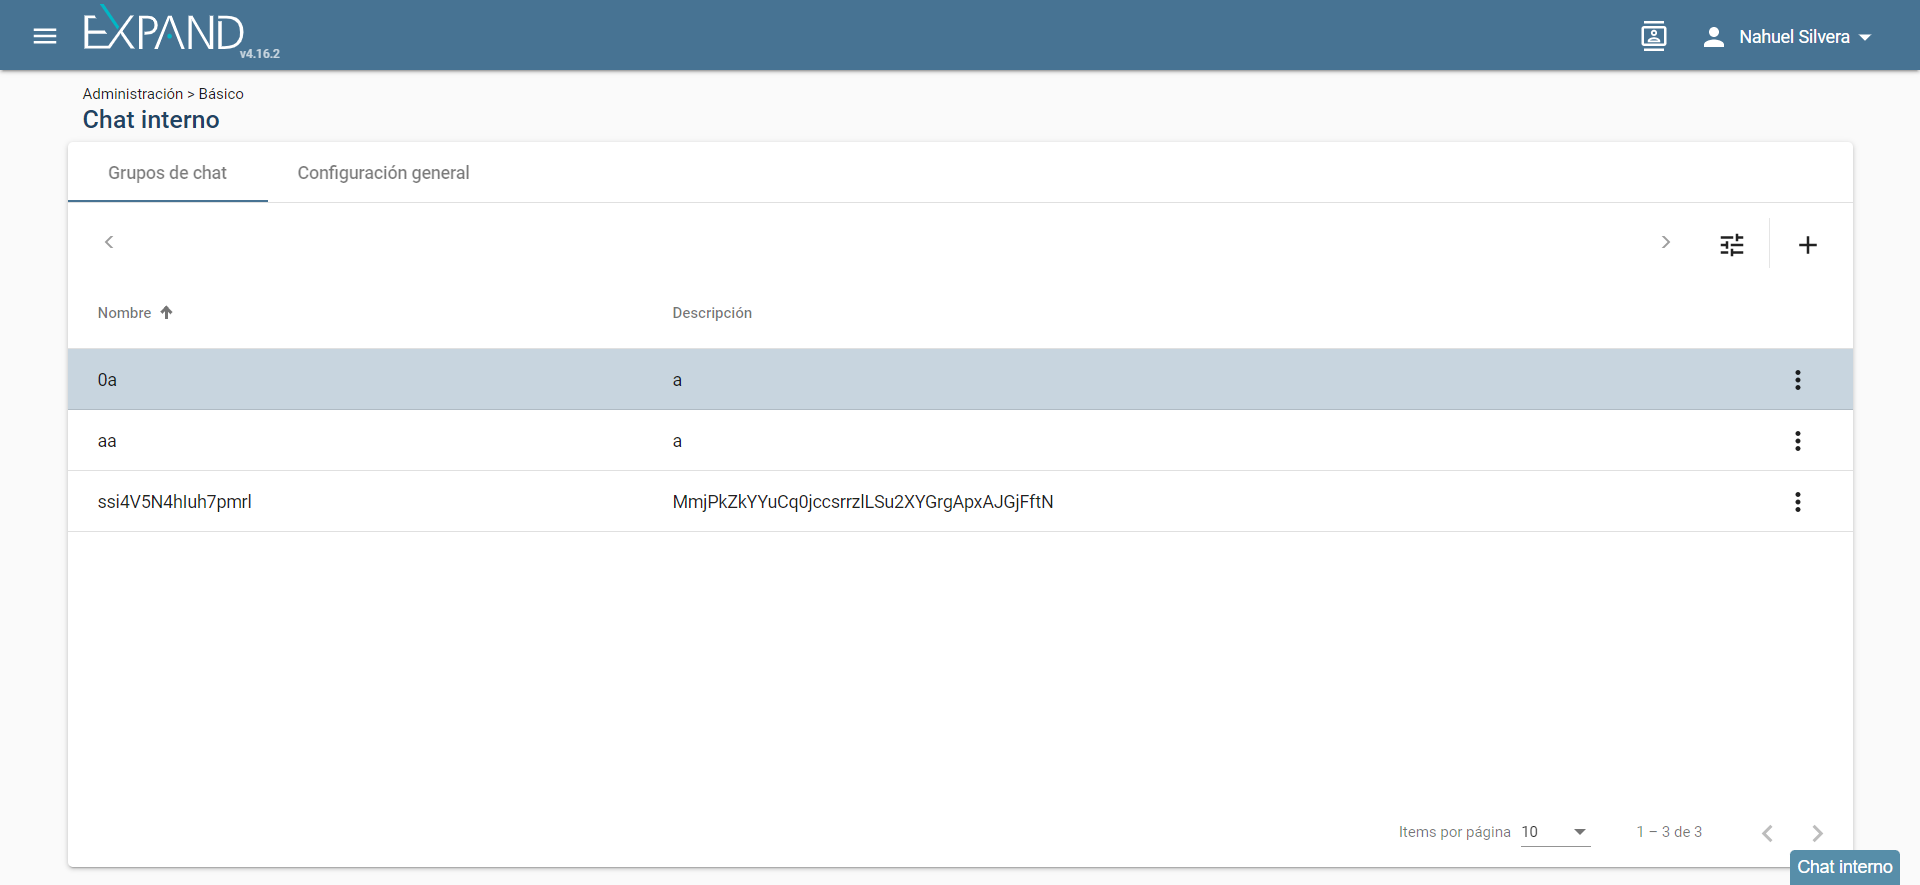 EXPAND
v4.16.2
Nahuel Silvera
Administración > Básico
Chat interno
Grupos de chat
Configuración general
Nombre
Descripción
0a
a
aa
a
ssi4V5N4hIuh7pmrl
MmjPkZkYYuCq0jccsrrzlLSu2XYGrgApxAJGjFftN
Items por página
10
1 – 3 de 3
Chat interno